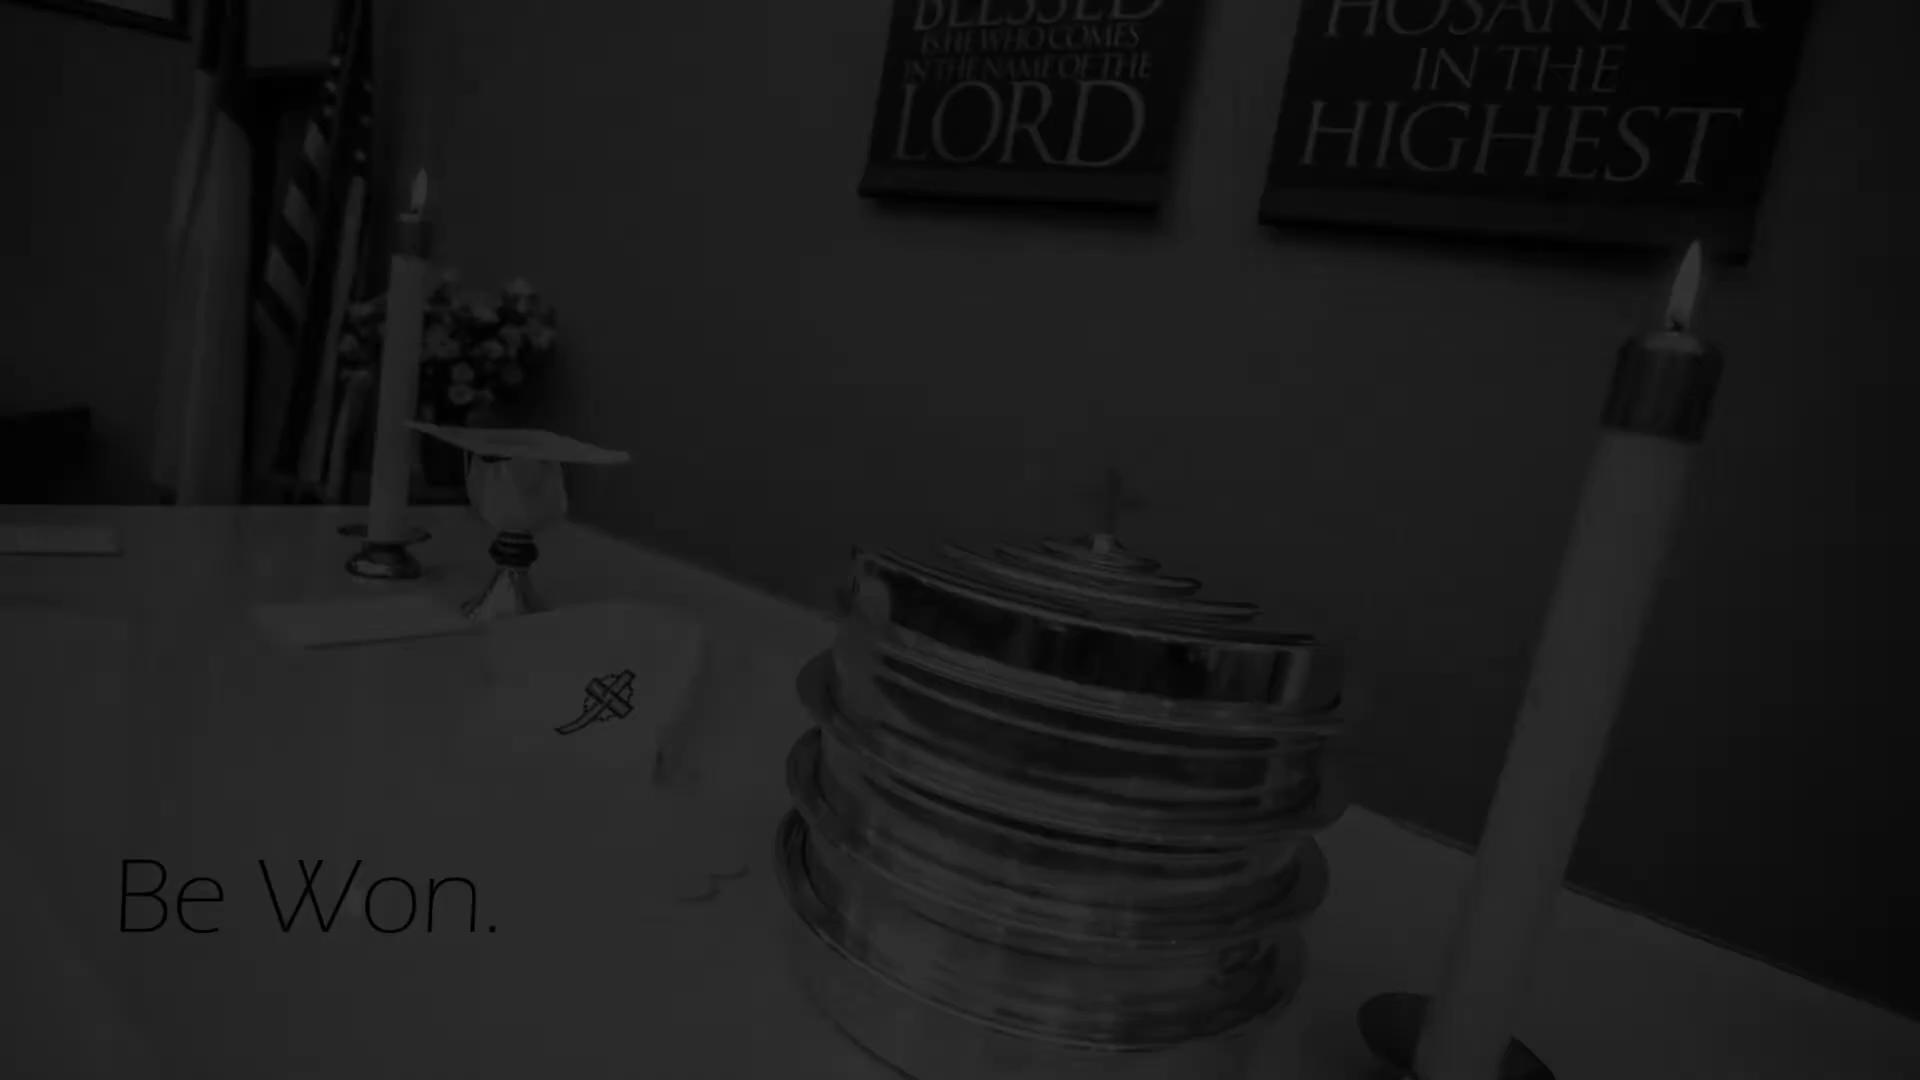 BLESSED
IS HE WHO COMES
IN THE NAME OF THE
LORD
HOSANNA
IN THE
HIGHEST
Be Won.